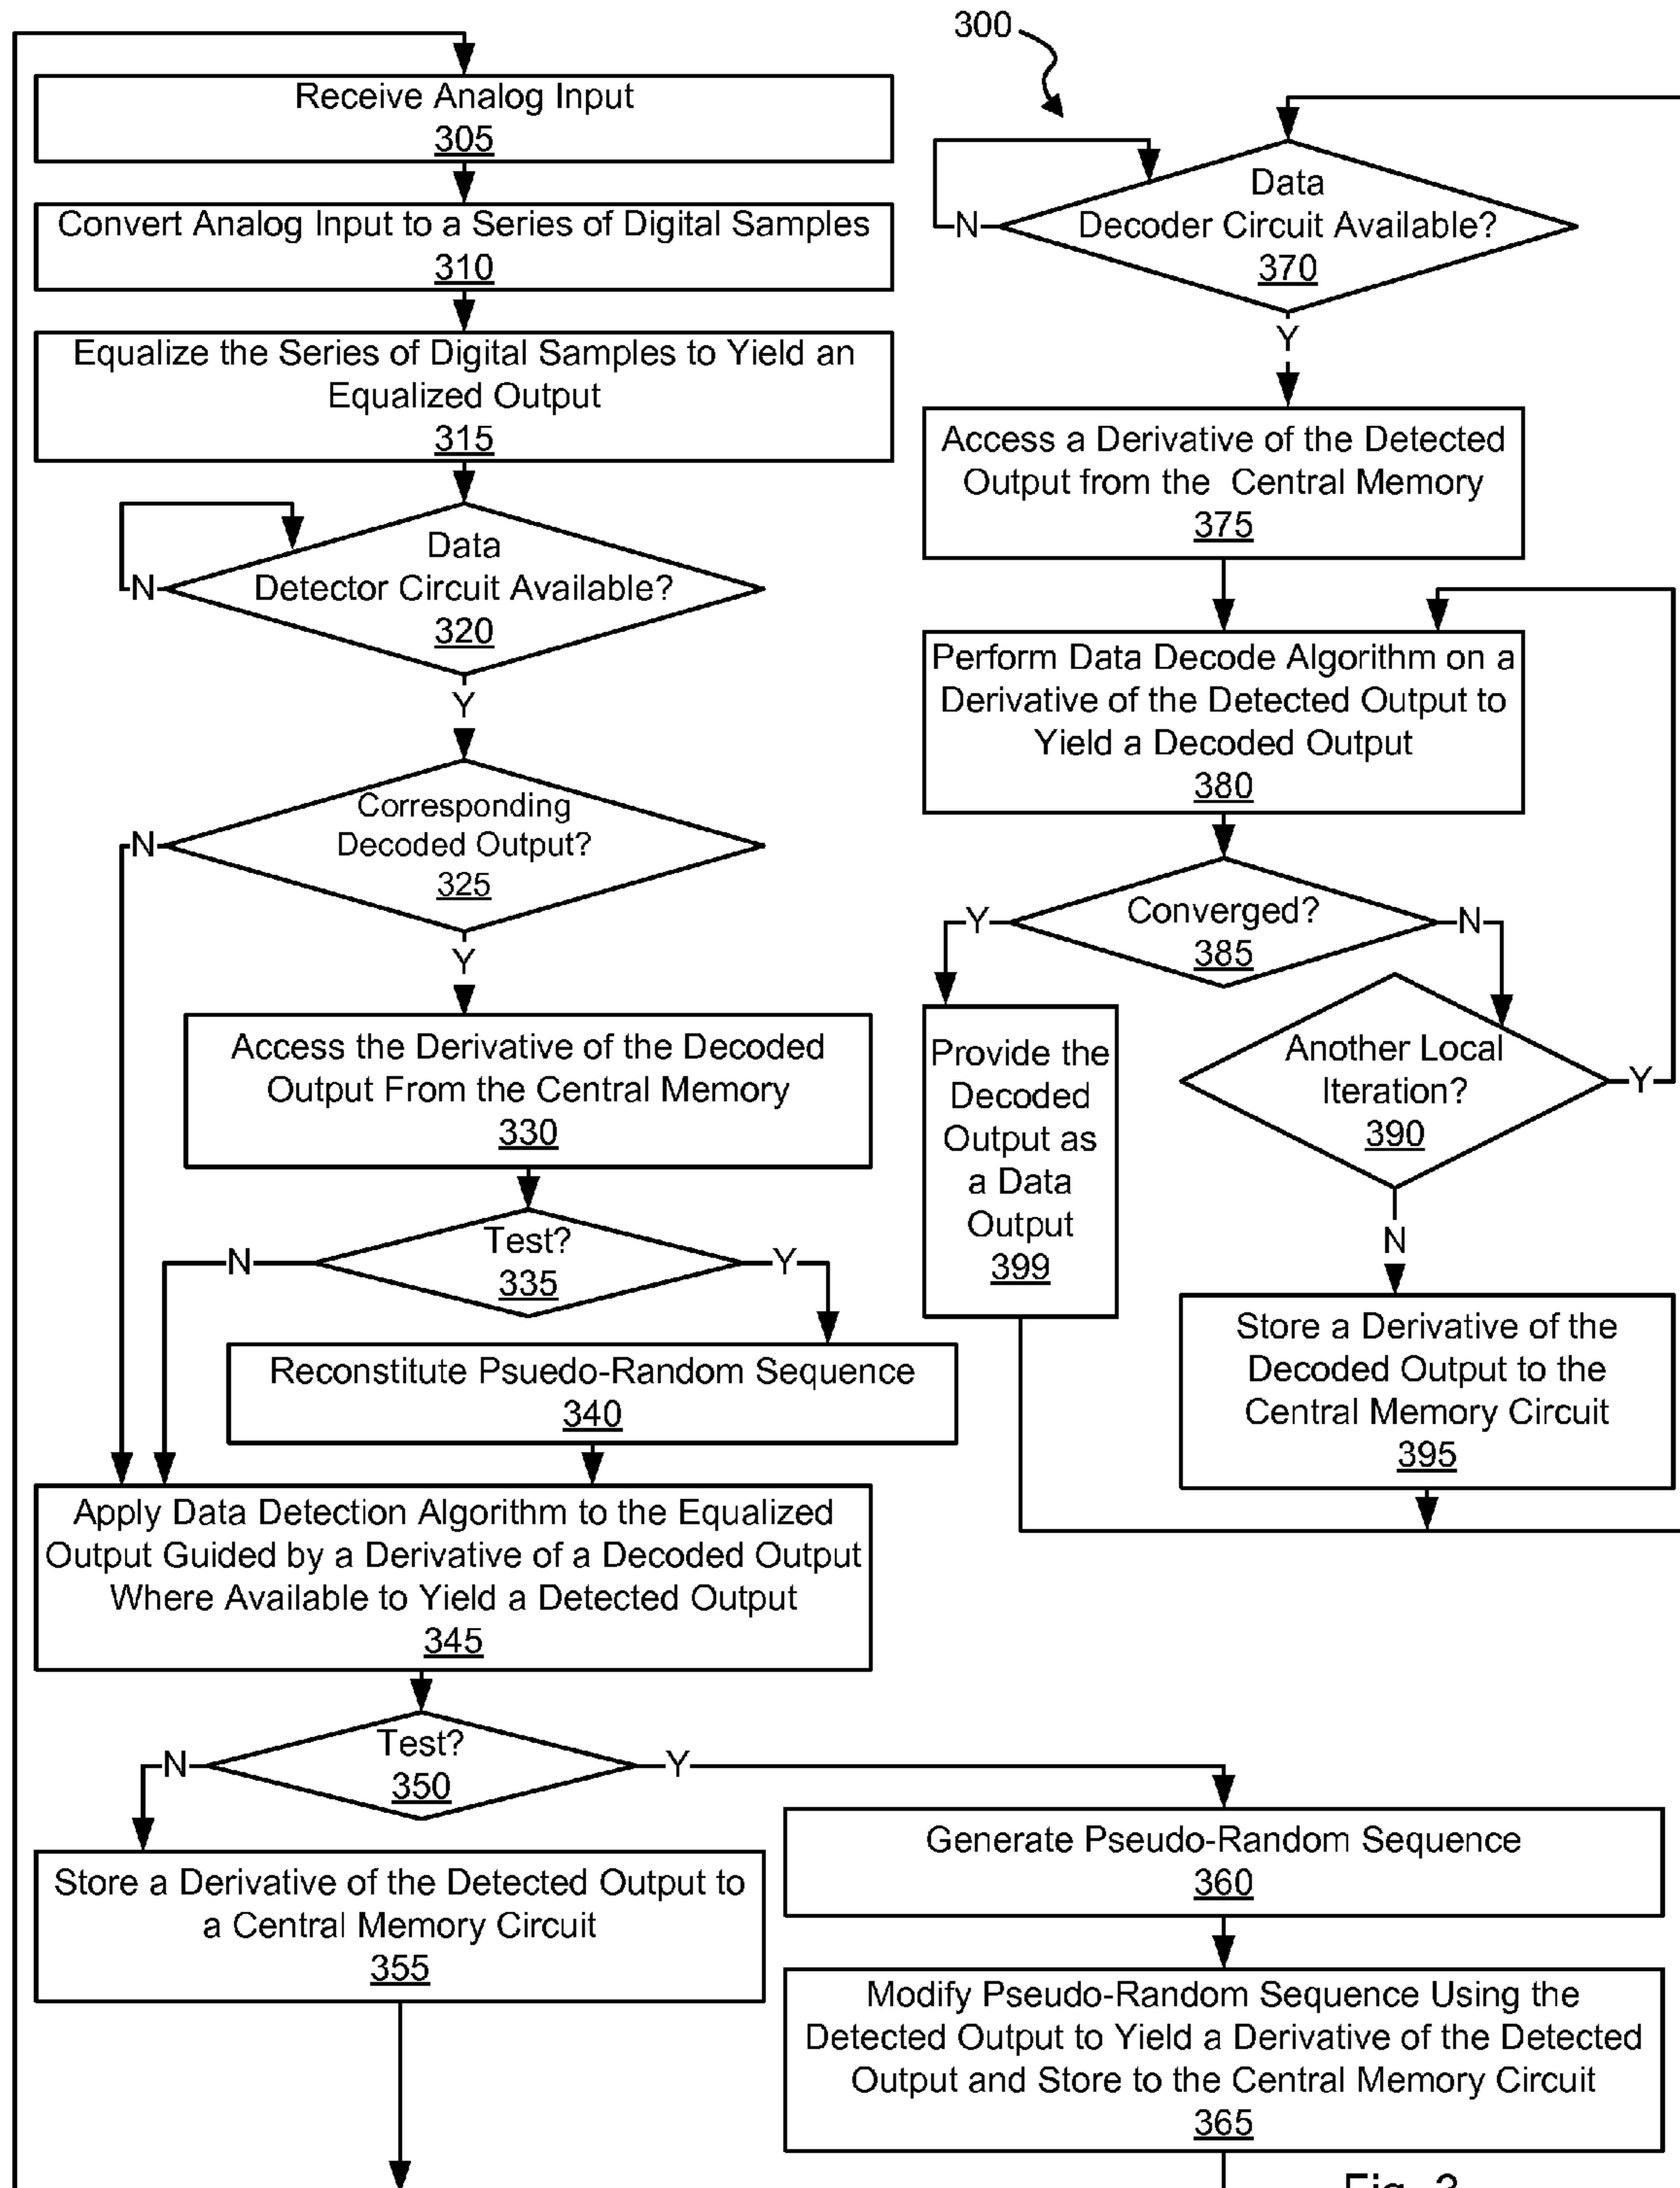 300
Receive Analog Input
305
Convert Analog Input to a Series of Digital Samples
310
Equalize the Series of Digital Samples to Yield an
Equalized Output
315
Data
Detector Circuit Available?
320
N
Y
Corresponding
Decoded Output?
325
N
Y
Access the Derivative of the Decoded
Output From the Central Memory
330
Test?
335
N
Y
Reconstitute Psuedo-Random Sequence
340
Apply Data Detection Algorithm to the Equalized
Output Guided by a Derivative of a Decoded Output
Where Available to Yield a Detected Output
345
Test?
350
N
Y
Store a Derivative of the Detected Output to
a Central Memory Circuit
355
Generate Pseudo-Random Sequence
360
Modify Pseudo-Random Sequence Using the
Detected Output to Yield a Derivative of the Detected
Output and Store to the Central Memory Circuit
365
Data
Decoder Circuit Available?
370
N
Y
Access a Derivative of the Detected
Output from the Central Memory
375
Perform Data Decode Algorithm on a
Derivative of the Detected Output to
Yield a Decoded Output
380
Converged?
385
Y
N
Provide the
Decoded
Output as
a Data
Output
399
Another Local
Iteration?
390
Y
N
Store a Derivative of the
Decoded Output to the
Central Memory Circuit
395
Fig. 3